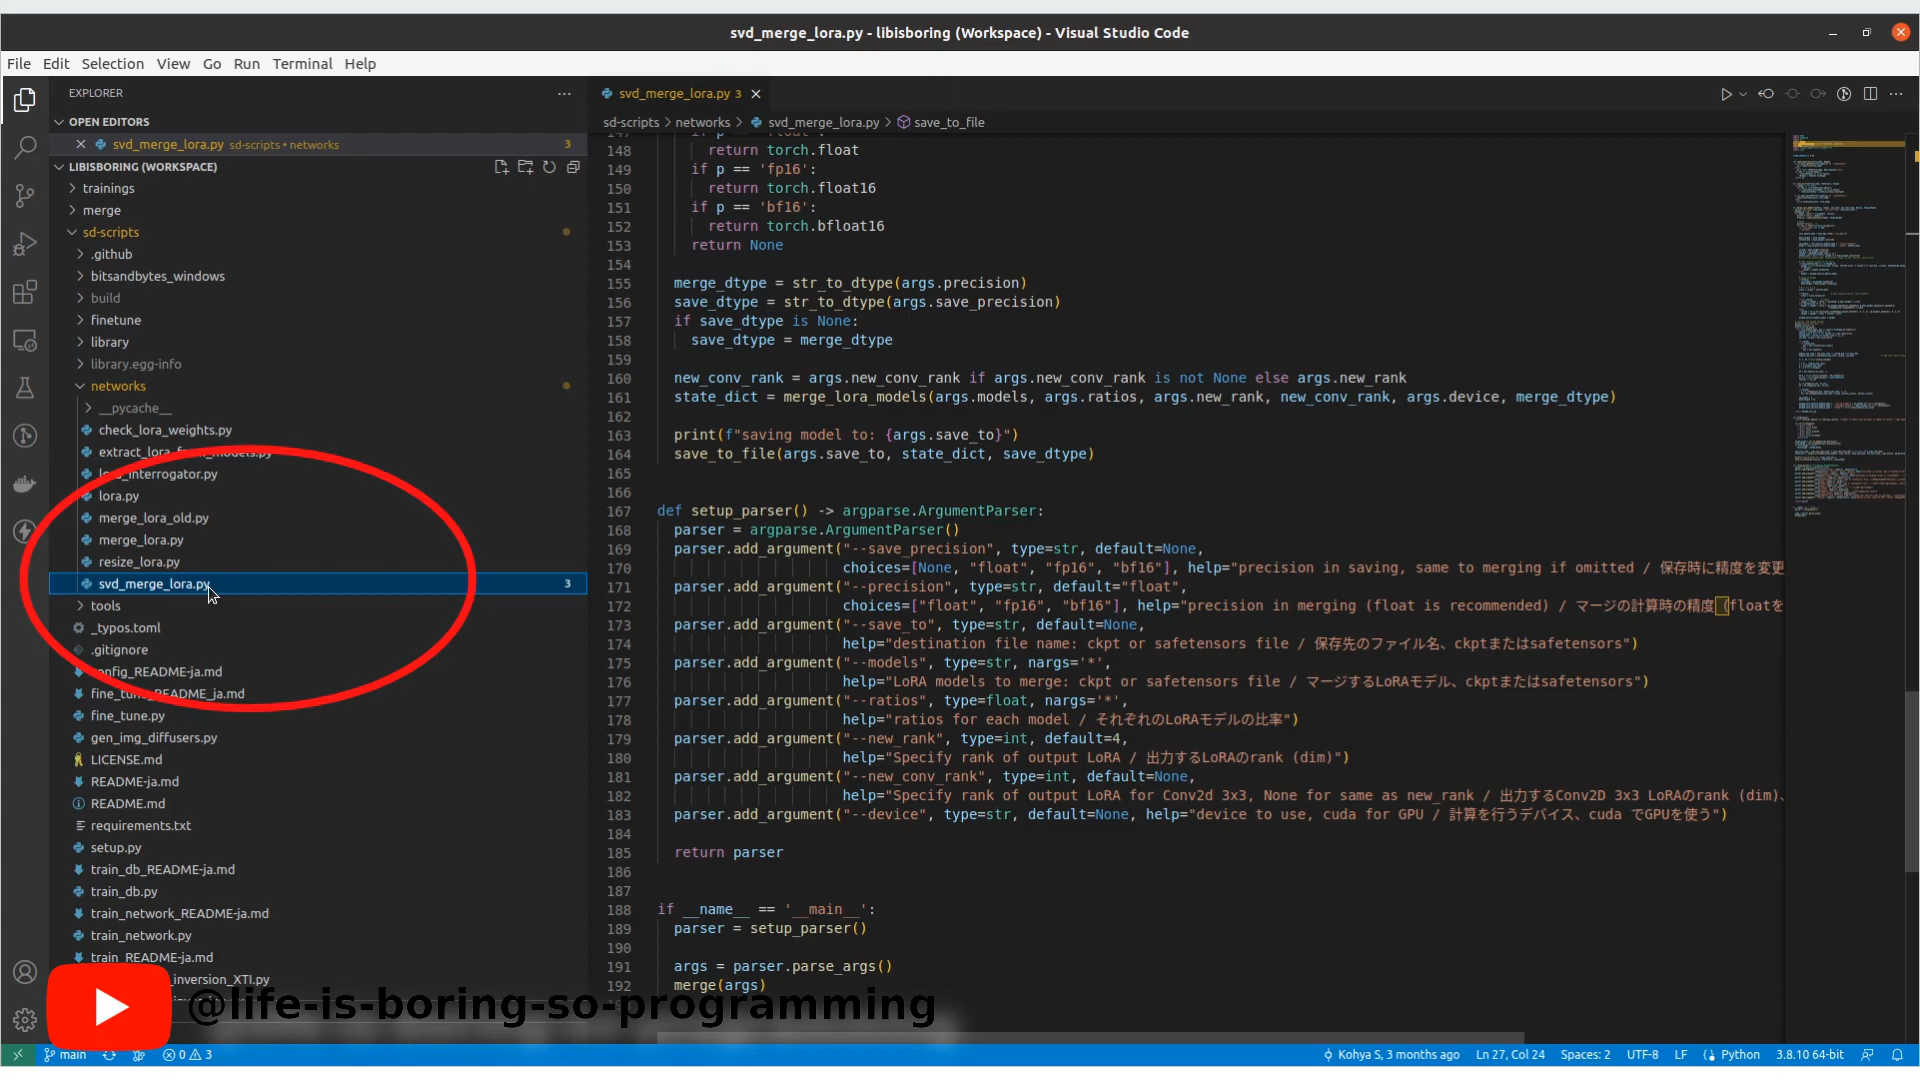 svd_merge_lora.py - libisboring (Workspace) - Visual Studio Code
File Edit Selection View Go Run Terminal Help
EXPLORER
OPEN EDITORS
svd_merge_lora.py sd-scripts • networks 3
LIBISBORING (WORKSPACE)
trainings
merge
sd-scripts
.github
bitsandbytes_windows
build
finetune
library
library.egg-info
networks
__pycache__
check_lora_weights.py
extract_lora_from_models.py
lora_interrogator.py
lora.py
merge_lora_old.py
merge_lora.py
resize_lora.py
svd_merge_lora.py 3
tools
_typos.toml
.gitignore
config_README-ja.md
fine_tune_README_ja.md
fine_tune.py
gen_img_diffusers.py
LICENSE.md
README-ja.md
README.md
requirements.txt
setup.py
train_db_README-ja.md
train_db.py
train_network_README-ja.md
train_network.py
train_README-ja.md
_inversion_XTI.py
svd_merge_lora.py 3
sd-scripts > networks > svd_merge_lora.py > save_to_file
148 return torch.float
149 if p == 'fp16':
150 return torch.float16
151 if p == 'bf16':
152 return torch.bfloat16
153 return None
154
155 merge_dtype = str_to_dtype(args.precision)
156 save_dtype = str_to_dtype(args.save_precision)
157 if save_dtype is None:
158 save_dtype = merge_dtype
159
160 new_conv_rank = args.new_conv_rank if args.new_conv_rank is not None else args.new_rank
161 state_dict = merge_lora_models(args.models, args.ratios, args.new_rank, new_conv_rank, args.device, merge_dtype)
162
163 print(f"saving model to: {args.save_to}")
164 save_to_file(args.save_to, state_dict, save_dtype)
165
166
167 def setup_parser() -> argparse.ArgumentParser:
168 parser = argparse.ArgumentParser()
169 parser.add_argument("--save_precision", type=str, default=None,
170 choices=[None, "float", "fp16", "bf16"], help="precision in saving, same to merging if omitted / 保存時に精度を変更
171 parser.add_argument("--precision", type=str, default="float",
172 choices=["float", "fp16", "bf16"], help="precision in merging (float is recommended) / マージの計算時の精度（floatを
173 parser.add_argument("--save_to", type=str, default=None,
174 help="destination file name: ckpt or safetensors file / 保存先のファイル名、ckptまたはsafetensors")
175 parser.add_argument("--models", type=str, nargs='*',
176 help="LoRA models to merge: ckpt or safetensors file / マージするLoRAモデル、ckptまたはsafetensors")
177 parser.add_argument("--ratios", type=float, nargs='*',
178 help="ratios for each model / それぞれのLoRAモデルの比率")
179 parser.add_argument("--new_rank", type=int, default=4,
180 help="Specify rank of output LoRA / 出力するLoRAのrank (dim)")
181 parser.add_argument("--new_conv_rank", type=int, default=None,
182 help="Specify rank of output LoRA for Conv2d 3x3, None for same as new_rank / 出力するConv2D 3x3 LoRAのrank (dim)、
183 parser.add_argument("--device", type=str, default=None, help="device to use, cuda for GPU / 計算を行うデバイス、cuda でGPUを使う")
184
185 return parser
186
187
188 if __name__ == '__main__':
189 parser = setup_parser()
190
191 args = parser.parse_args()
192 merge(args)
@life-is-boring-so-programming
main 0 3 Kohya S, 3 months ago Ln 27, Col 24 Spaces: 2 UTF-8 LF Python 3.8.10 64-bit